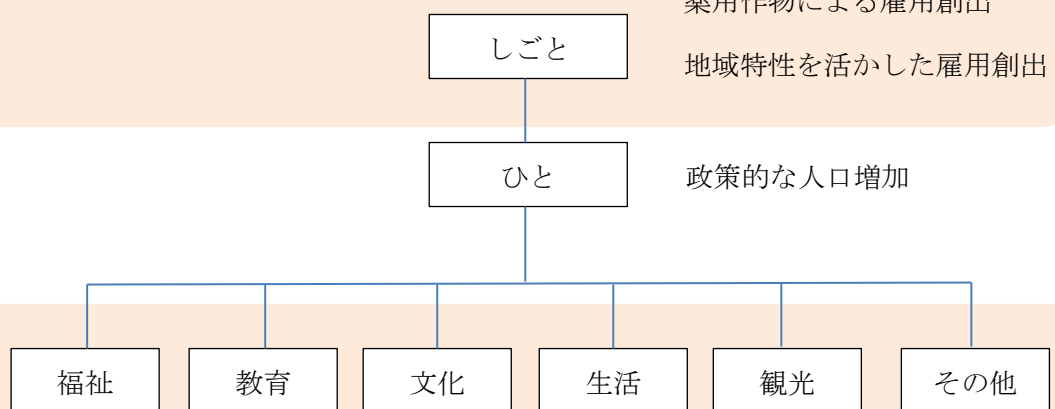 薬用作物による雇用創出
しごと
地域特性を活かした雇用創出
ひと
政策的な人口増加
福祉
教育
文化
生活
観光
その他